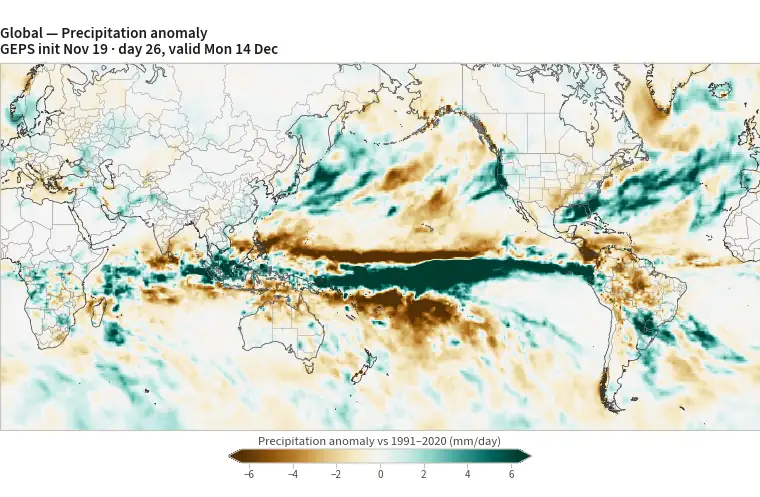 Global — Precipitation anomaly
GEPS init Nov 19 · day 26, valid Mon 14 Dec
Precipitation anomaly vs 1991–2020 (mm/day)
−6 −4 −2 0 2 4 6